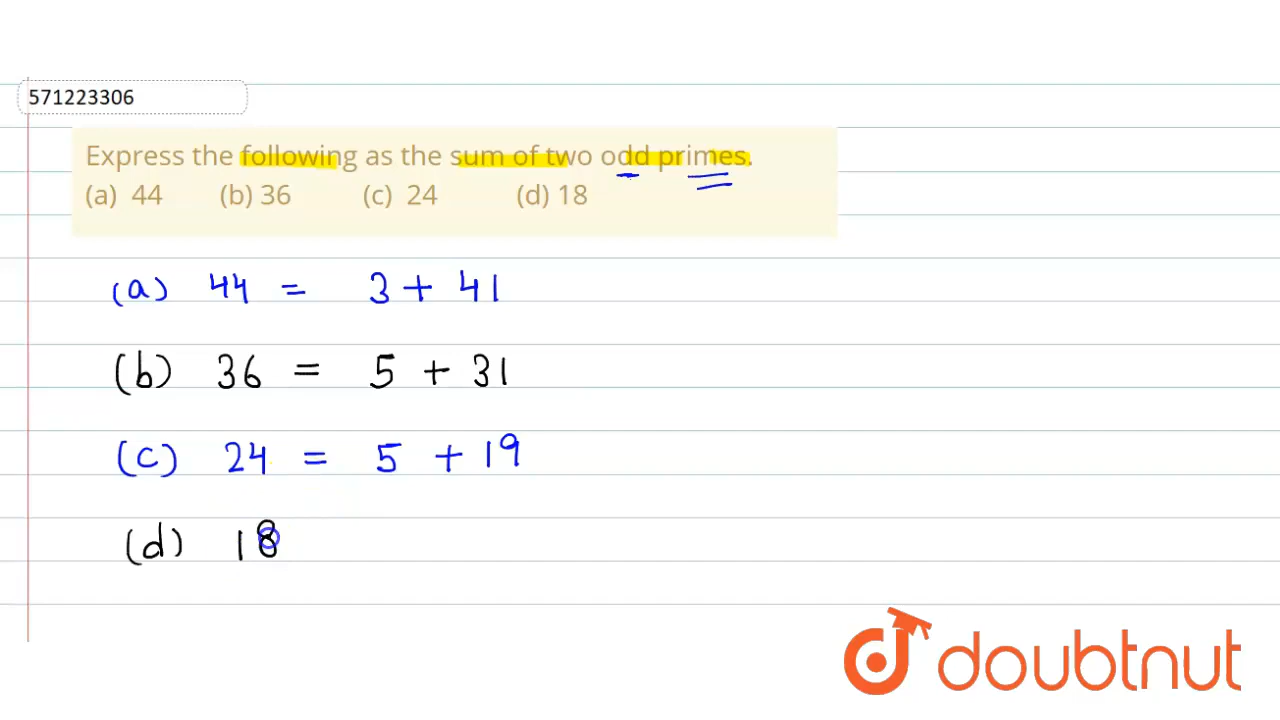 571223306
Express the following as the sum of two odd primes.
(a) 44 (b) 36 (c) 24 (d) 18
(a) 44 = 3 + 41
(b) 36 = 5 + 31
(c) 24 = 5 + 19
(d) 18
doubtnut